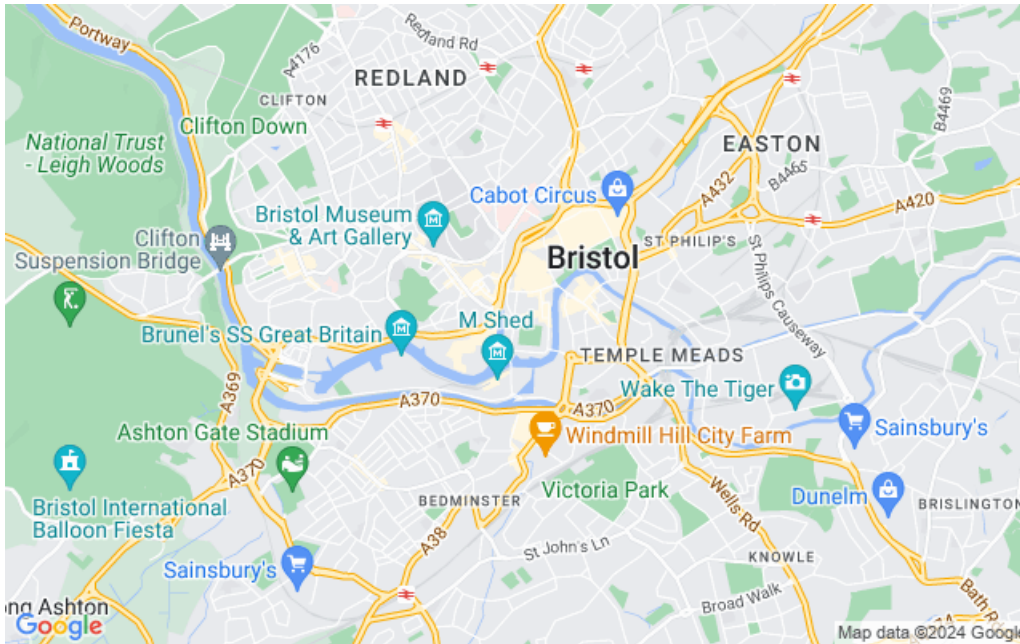 Portway
A4176
Redland Rd
REDLAND
CLIFTON
B4469
Clifton Down
National Trust
- Leigh Woods
EASTON
B4465
A432
Cabot Circus
A420
Bristol Museum
& Art Gallery
Clifton
Suspension Bridge
ST PHILIP'S
Bristol
St Philips Causeway
M Shed
Brunel's SS Great Britain
TEMPLE MEADS
Wake The Tiger
A369
A370
A370
Sainsbury's
Ashton Gate Stadium
Windmill Hill City Farm
A370
Bristol International
Balloon Fiesta
BEDMINSTER
Victoria Park
Wells Rd
Dunelm
BRISLINGTON
A38
St John's Ln
KNOWLE
Sainsbury's
Broad Walk
Bath Rd
ong Ashton
Google
Map data ©2024 Google